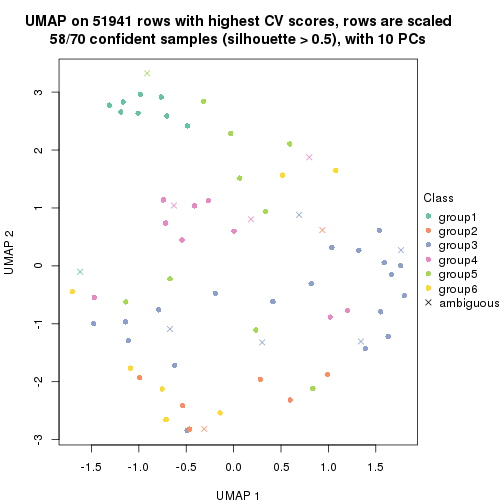 UMAP on 51941 rows with highest CV scores, rows are scaled
58/70 confident samples (silhouette > 0.5), with 10 PCs
3
2
1
0
-1
-2
-3
UMAP 2
-1.5 -1.0 -0.5 0.0 0.5 1.0 1.5
UMAP 1
Class
group1
group2
group3
group4
group5
group6
ambiguous